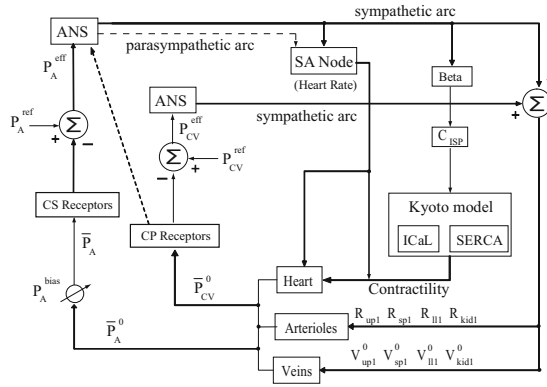 sympathetic arc
ANS
parasympathetic arc
SA Node
(Heart Rate)
Beta
P_A^eff
ANS
sympathetic arc
Σ
+
P_A^ref
+
Σ
−
P_CV^eff
C_ISP
Σ
−
+
P_CV^ref
CS Receptors
Kyoto model
ICaL
SERCA
P̅_A
CP Receptors
Heart
Contractility
P_A^bias
P̅_CV^0
P̅_A^0
Arterioles
R_up1 R_sp1 R_ll1 R_kid1
V_up1^0 V_sp1^0 V_ll1^0 V_kid1^0
Veins